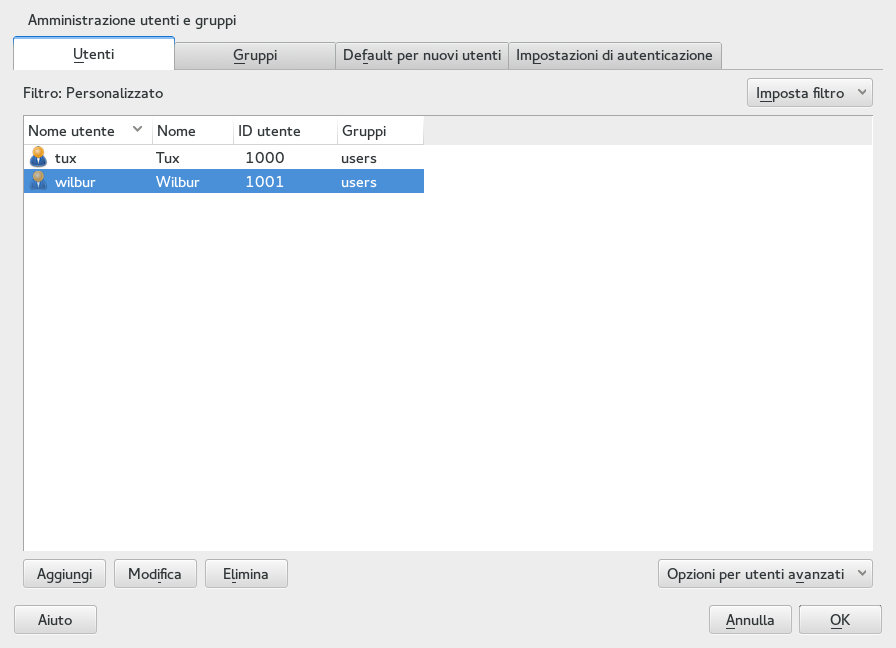 Amministrazione utenti e gruppi
Utenti Gruppi Default per nuovi utenti Impostazioni di autenticazione
Filtro: Personalizzato Imposta filtro
Nome utente Nome ID utente Gruppi
tux Tux 1000 users
wilbur Wilbur 1001 users
Aggiungi Modifica Elimina Opzioni per utenti avanzati
Aiuto Annulla OK